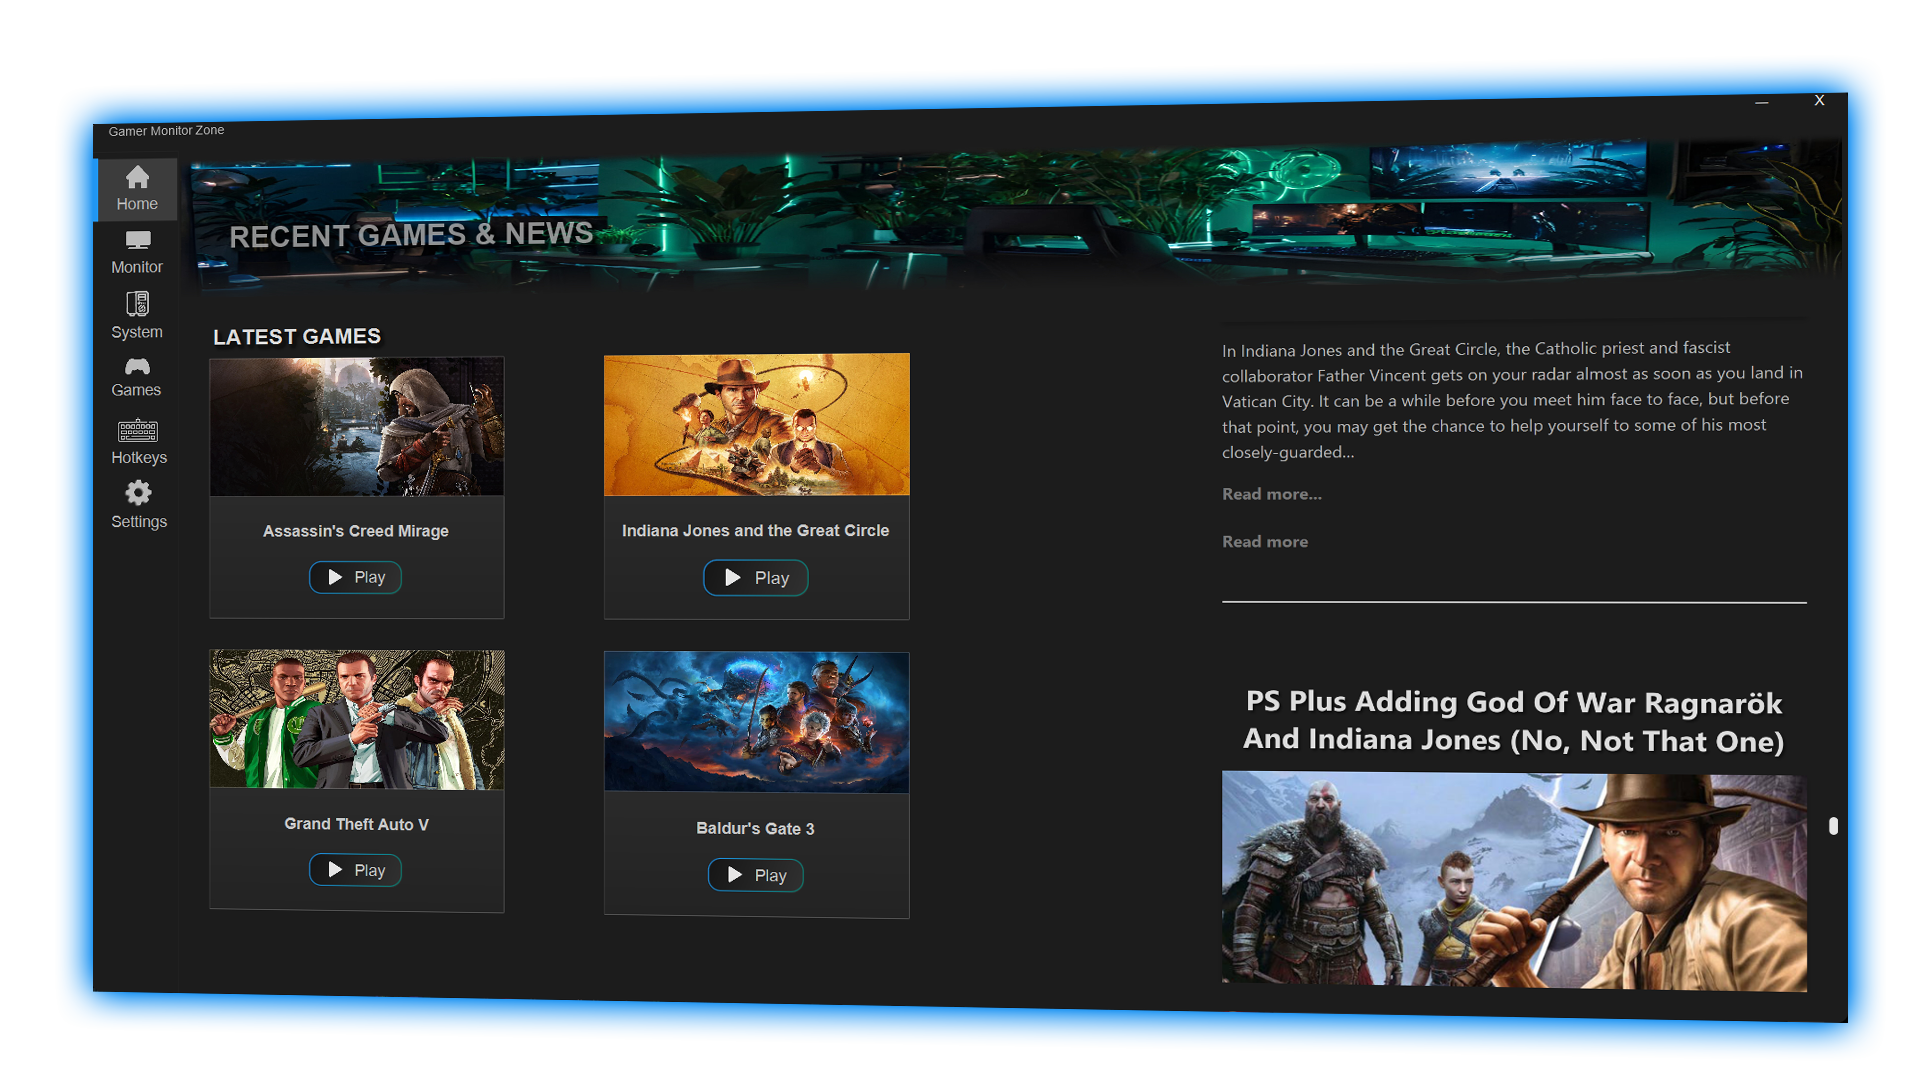 Gamer Monitor Zone
— X
Home
Monitor
System
Games
Hotkeys
Settings
RECENT GAMES & NEWS
LATEST GAMES
Assassin's Creed Mirage
Play
Indiana Jones and the Great Circle
Play
Grand Theft Auto V
Play
Baldur's Gate 3
Play
In Indiana Jones and the Great Circle, the Catholic priest and fascist
collaborator Father Vincent gets on your radar almost as soon as you land in
Vatican City. It can be a while before you meet him face to face, but before
that point, you may get the chance to help yourself to some of his most
closely-guarded...
Read more...
Read more
PS Plus Adding God Of War Ragnarök
And Indiana Jones (No, Not That One)